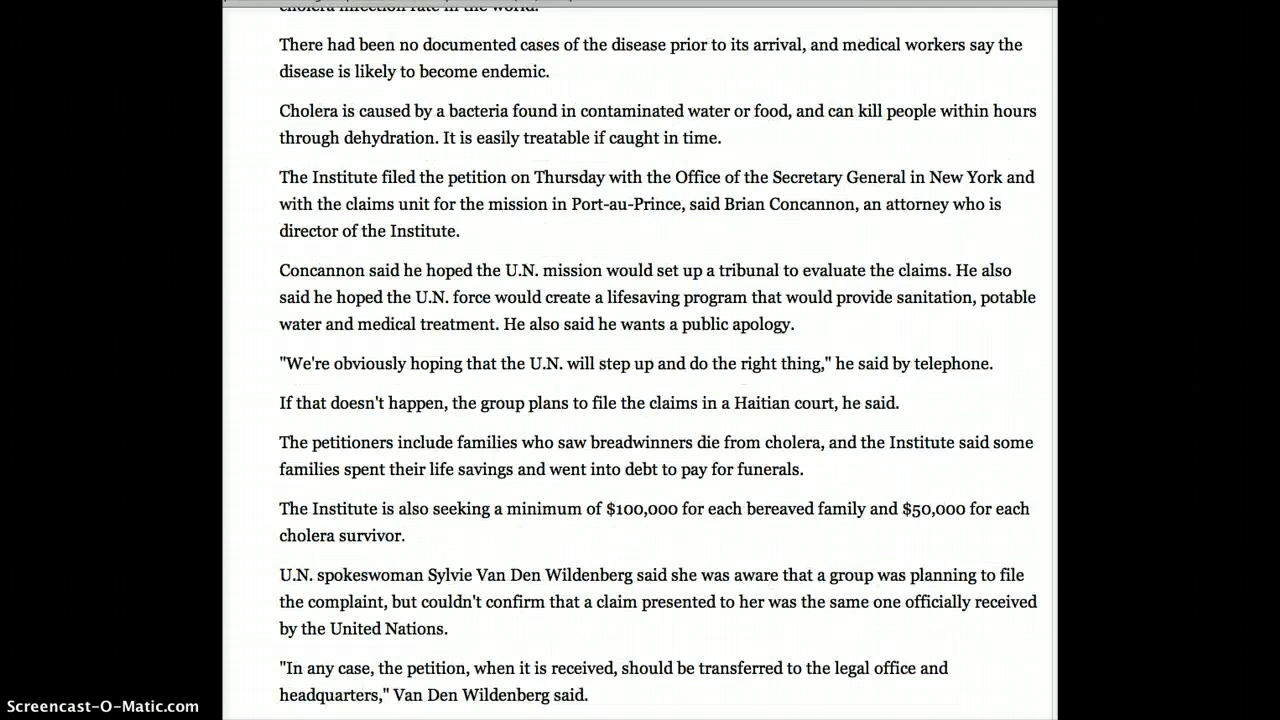 cholera infection rate in the world.
There had been no documented cases of the disease prior to its arrival, and medical workers say the
disease is likely to become endemic.
Cholera is caused by a bacteria found in contaminated water or food, and can kill people within hours
through dehydration. It is easily treatable if caught in time.
The Institute filed the petition on Thursday with the Office of the Secretary General in New York and
with the claims unit for the mission in Port-au-Prince, said Brian Concannon, an attorney who is
director of the Institute.
Concannon said he hoped the U.N. mission would set up a tribunal to evaluate the claims. He also
said he hoped the U.N. force would create a lifesaving program that would provide sanitation, potable
water and medical treatment. He also said he wants a public apology.
"We're obviously hoping that the U.N. will step up and do the right thing," he said by telephone.
If that doesn't happen, the group plans to file the claims in a Haitian court, he said.
The petitioners include families who saw breadwinners die from cholera, and the Institute said some
families spent their life savings and went into debt to pay for funerals.
The Institute is also seeking a minimum of $100,000 for each bereaved family and $50,000 for each
cholera survivor.
U.N. spokeswoman Sylvie Van Den Wildenberg said she was aware that a group was planning to file
the complaint, but couldn't confirm that a claim presented to her was the same one officially received
by the United Nations.
"In any case, the petition, when it is received, should be transferred to the legal office and
headquarters," Van Den Wildenberg said.
Screencast-O-Matic.com